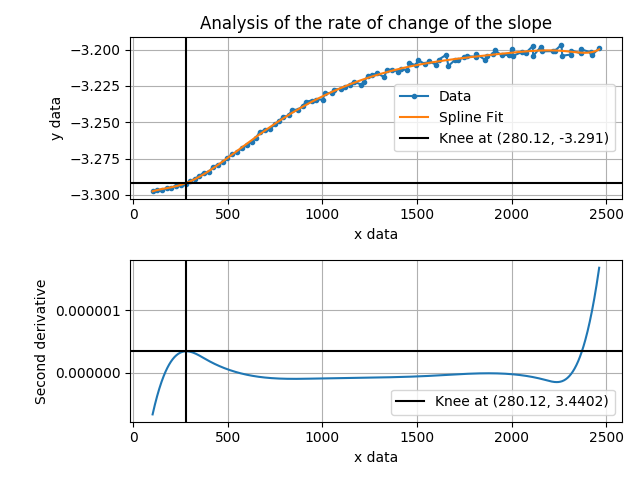 Analysis of the rate of change of the slope
−3.200
−3.225
−3.250
−3.275
−3.300
y data
Data
Spline Fit
Knee at (280.12, -3.291)
0
500
1000
1500
2000
2500
x data
0.000001
0.000000
Second derivative
Knee at (280.12, 3.4402)
0
500
1000
1500
2000
2500
x data